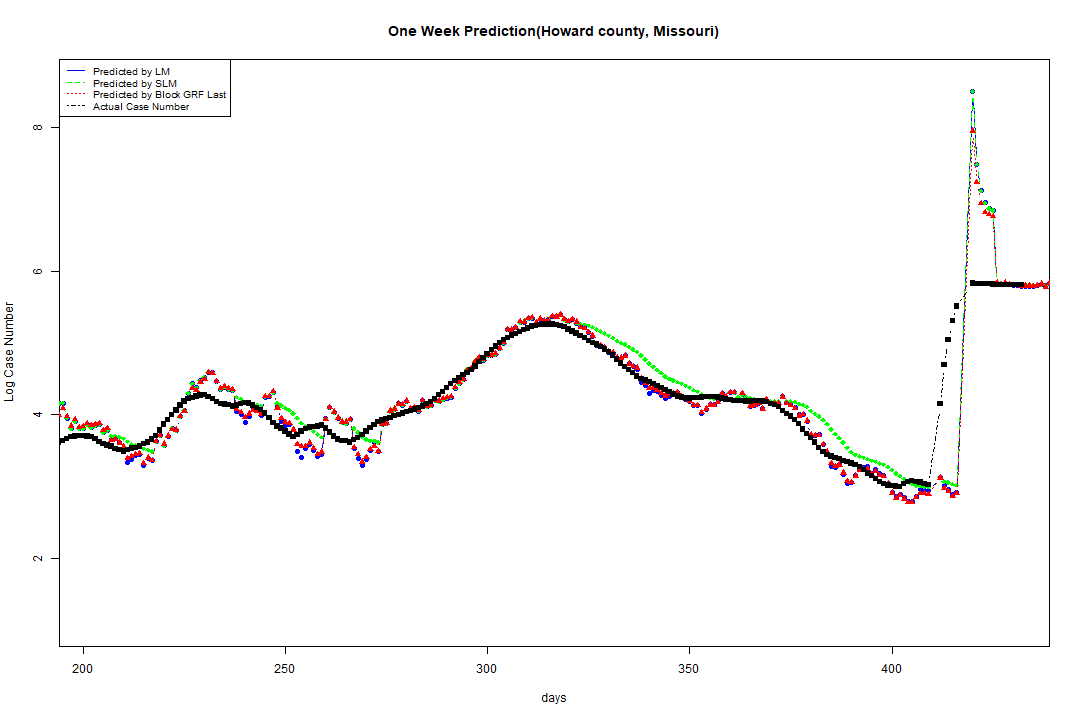 One Week Prediction(Howard county, Missouri)
Predicted by LM
Predicted by SLM
Predicted by Block GRF Last
Actual Case Number
8
6
4
2
Log Case Number
200 250 300 350 400
days